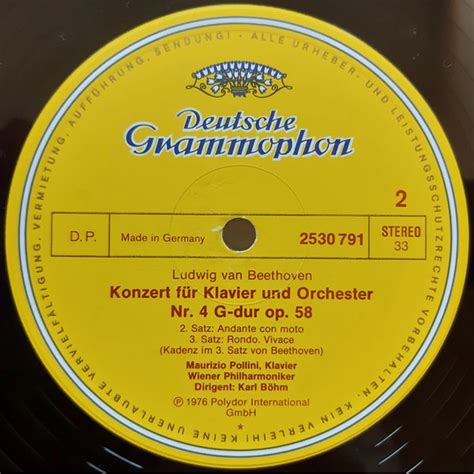 KEINE UNERLAUBTE VERVIELFÄLTIGUNG, VERMIETUNG, AUFFÜHRUNG, SENDUNG! - ALLE URHEBER- UND LEISTUNGSSCHUTZRECHTE VORBEHALTEN. KEIN VERLEIH!
Deutsche
Grammophon
2
D.P.
Made in Germany
2530 791
STEREO
33
Ludwig van Beethoven
Konzert für Klavier und Orchester
Nr. 4 G-dur op. 58
2. Satz: Andante con moto
3. Satz: Rondo. Vivace
(Kadenz im 3. Satz von Beethoven)
Maurizio Pollini, Klavier
Wiener Philharmoniker
Dirigent: Karl Böhm
Ⓟ 1976 Polydor International
GmbH
*